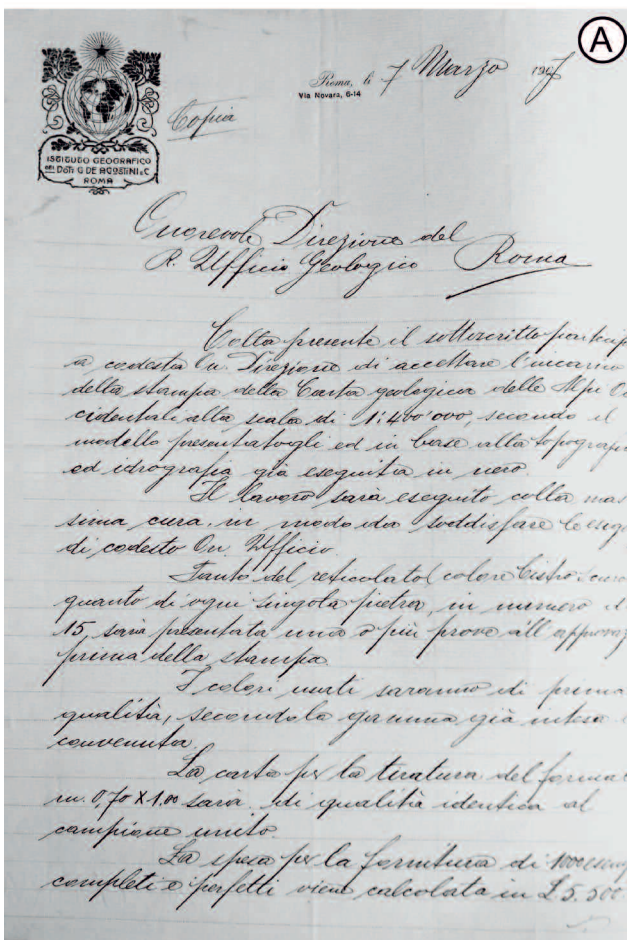 A
Roma, li 7 Marzo 1907
Via Novara, 6-14
Copia
ISTITUTO GEOGRAFICO
DEL DOTT. G. DE AGOSTINI & C.
ROMA
Onorevole Direzione del
R. Ufficio Geologico Roma
Colla presente il sottoscritto partecip
a codesta On. Direzione di accettare l'incarico
della stampa della Carta geologica delle Alpi Oc
cidentali alla scala di 1:400'000, secondo il
modello presentatogli ed in base alla topografia
ed idrografia già eseguita in nero.
Il lavoro sarà eseguito colla mas
sima cura, in modo da soddisfare le esig
di codesto On. Ufficio.
Tanto del reticolato (colore bistro scuro
quanto di ogni singola pietra, in numero d
15, sarà presentata una o più prove all'approvaz
prima della stampa.
I colori usati saranno di prima
qualità, secondo la gamma già intesa
convenuta.
La carta per la tiratura del forma
m. 0,70 X 1,00 sarà di qualità identica al
campione unito.
La spesa per la fornitura di 1000 esemp
completi e perfetti viene calcolata in £ 5.500